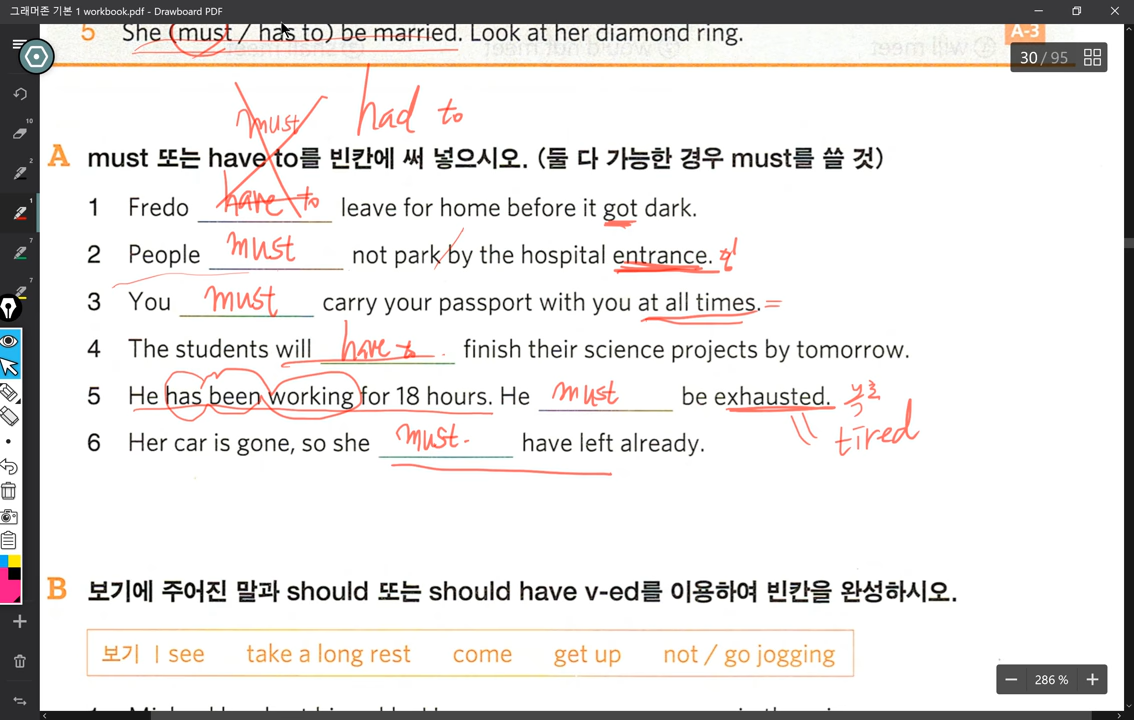 그래머존 기본 1 workbook.pdf - Drawboard PDF
5 She (must / has to) be married. Look at her diamond ring.
A-3
30 / 95
must had to
A must 또는 have to를 빈칸에 써 넣으시오. (둘 다 가능한 경우 must를 쓸 것)
1 Fredo have to leave for home before it got dark.
2 People must not park by the hospital entrance.
3 You must carry your passport with you at all times. =
4 The students will have to finish their science projects by tomorrow.
5 He has been working for 18 hours. He must be exhausted.
tired
6 Her car is gone, so she must have left already.
B 보기에 주어진 말과 should 또는 should have v-ed를 이용하여 빈칸을 완성하시오.
보기 I see take a long rest come get up not / go jogging
286 %